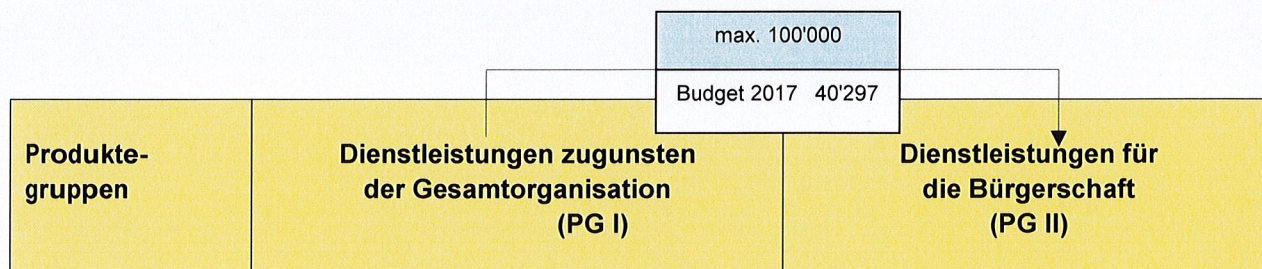 max. 100'000
Budget 2017 40'297
Produkte-
gruppen
Dienstleistungen zugunsten
der Gesamtorganisation
(PG I)
Dienstleistungen für
die Bürgerschaft
(PG II)